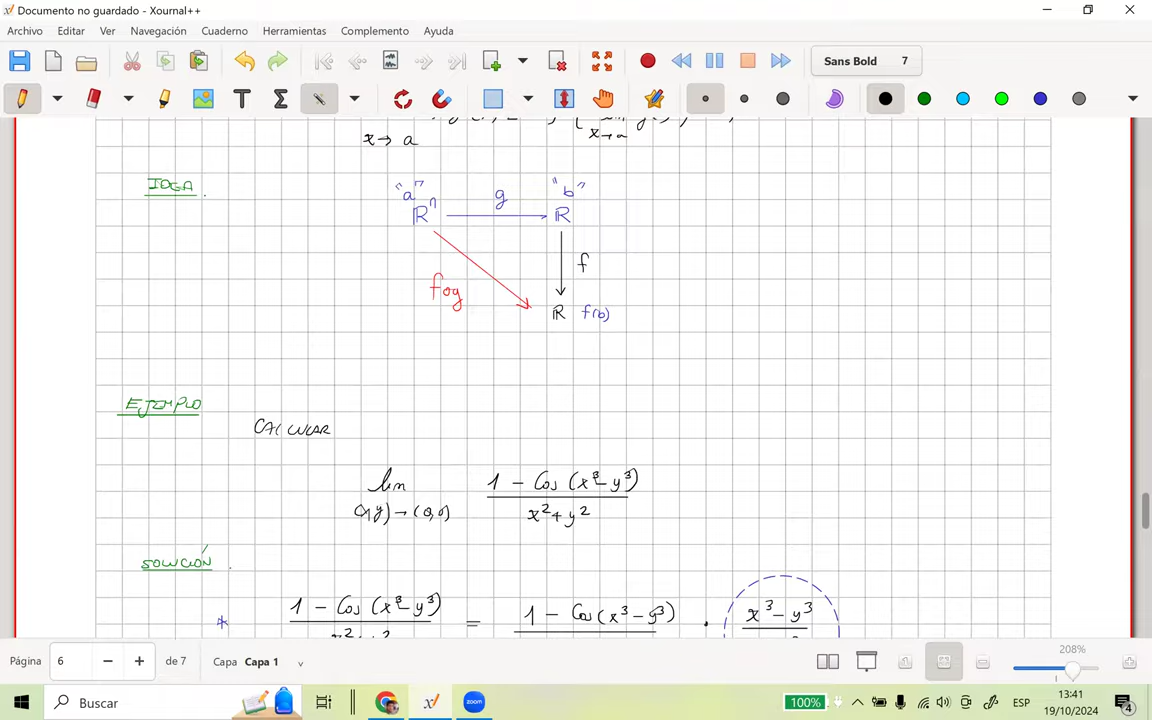 Documento no guardado - Xournal++
Archivo Editar Ver Navegación Cuaderno Herramientas Complemento Ayuda
Sans Bold 7
x → a
x → a
IDEA.
"a" g "b"
ℝⁿ ℝ
f
fog
ℝ f(b)
EJEMPLO
CALCULAR
lim 1 - Cos (x³-y³)
(x,y) → (0,0) x²+y²
SOLUCIÓN.
* 1 - Cos (x³-y³) = 1 - Cos (x³-y³) · x³-y³
Página 6 de 7 Capa Capa 1
208%
Buscar
100%
ESP
13:41
19/10/2024
4